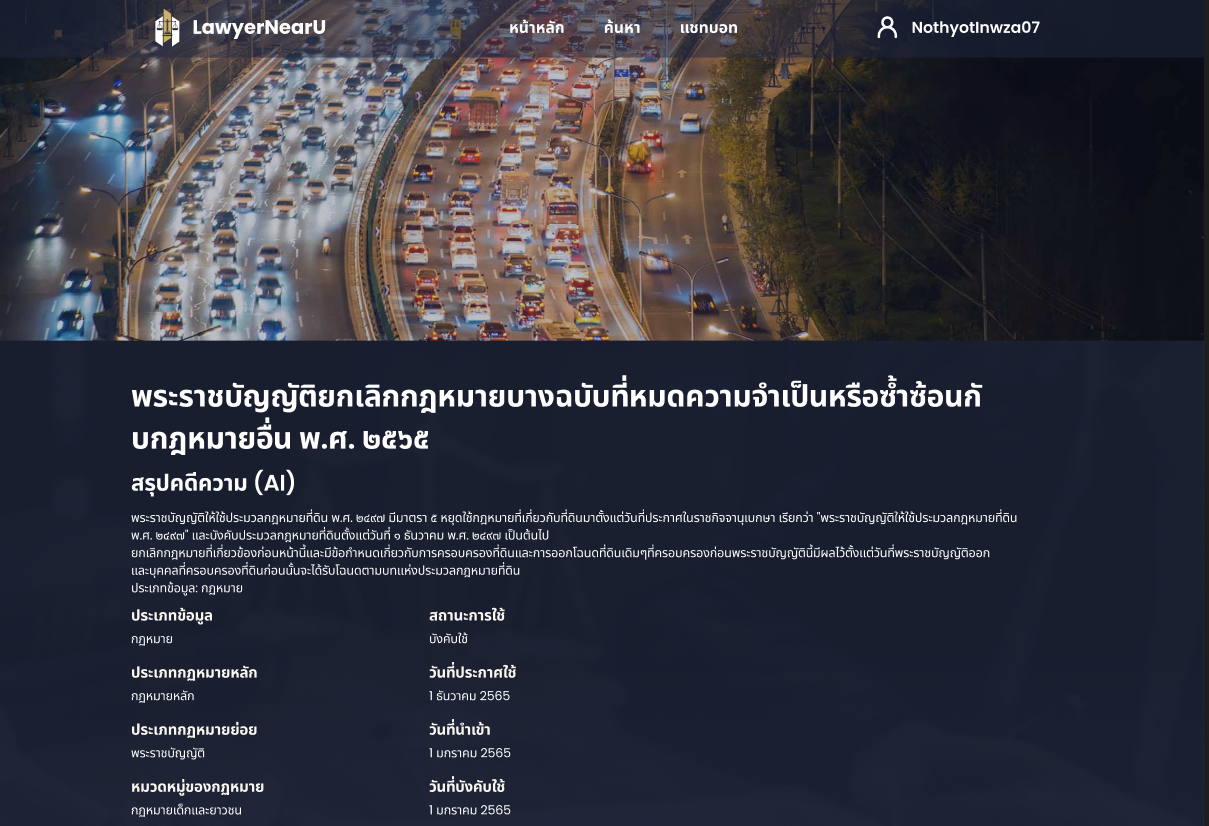 LawyerNearU
หน้าหลัก ค้นหา แชทบอท
NothyotInwza07
พระราชบัญญัติยกเลิกกฎหมายบางฉบับที่หมดความจำเป็นหรือซ้ำซ้อนกั
บกฎหมายอื่น พ.ศ. ๒๕๖๕
สรุปคดีความ (AI)
พระราชบัญญัติให้ใช้ประมวลกฎหมายที่ดิน พ.ศ. ๒๔๙๗ มีมาตรา ๕ หยุดใช้กฎหมายที่เกี่ยวกับที่ดินมาตั้งแต่วันที่ประกาศในราชกิจจานุเบกษา เรียกว่า "พระราชบัญญัติให้ใช้ประมวลกฎหมายที่ดิน
พ.ศ. ๒๔๙๗" และบังคับประมวลกฎหมายที่ดินตั้งแต่วันที่ ๑ ธันวาคม พ.ศ. ๒๔๙๗ เป็นต้นไป
ยกเลิกกฎหมายที่เกี่ยวข้องก่อนหน้านี้และมีข้อกำหนดเกี่ยวกับการครอบครองที่ดินและการออกโฉนดที่ดินเดิมๆที่ครอบครองก่อนพระราชบัญญัตินี้มีผลไว้ตั้งแต่วันที่พระราชบัญญัติออก
และบุคคลที่ครอบครองที่ดินก่อนนั้นจะได้รับโฉนดตามบทแห่งประมวลกฎหมายที่ดิน
ประเภทข้อมูล: กฎหมาย
ประเภทข้อมูล สถานะการใช้
กฎหมาย บังคับใช้
ประเภทกฎหมายหลัก วันที่ประกาศใช้
กฎหมายหลัก 1 ธันวาคม 2565
ประเภทกฎหมายย่อย วันที่นำเข้า
พระราชบัญญัติ 1 มกราคม 2565
หมวดหมู่ของกฎหมาย วันที่บังคับใช้
กฎหมายเด็กและยาวชน 1 มกราคม 2565